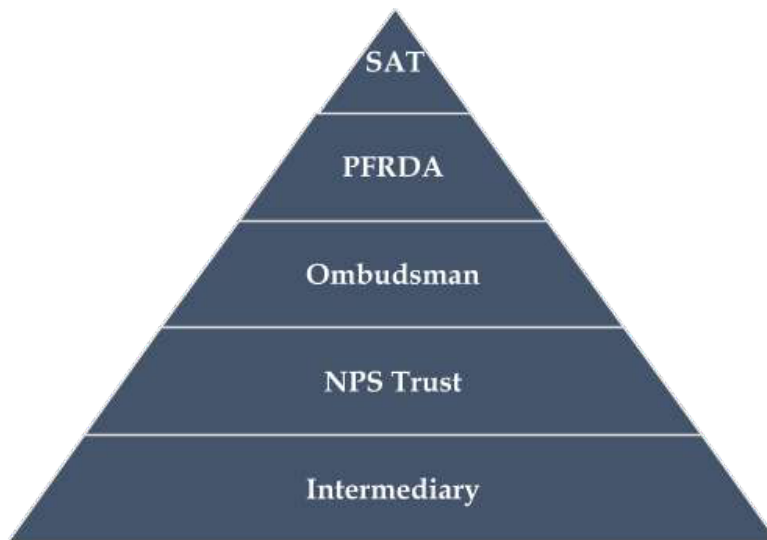 SAT
PFRDA
Ombudsman
NPS Trust
Intermediary